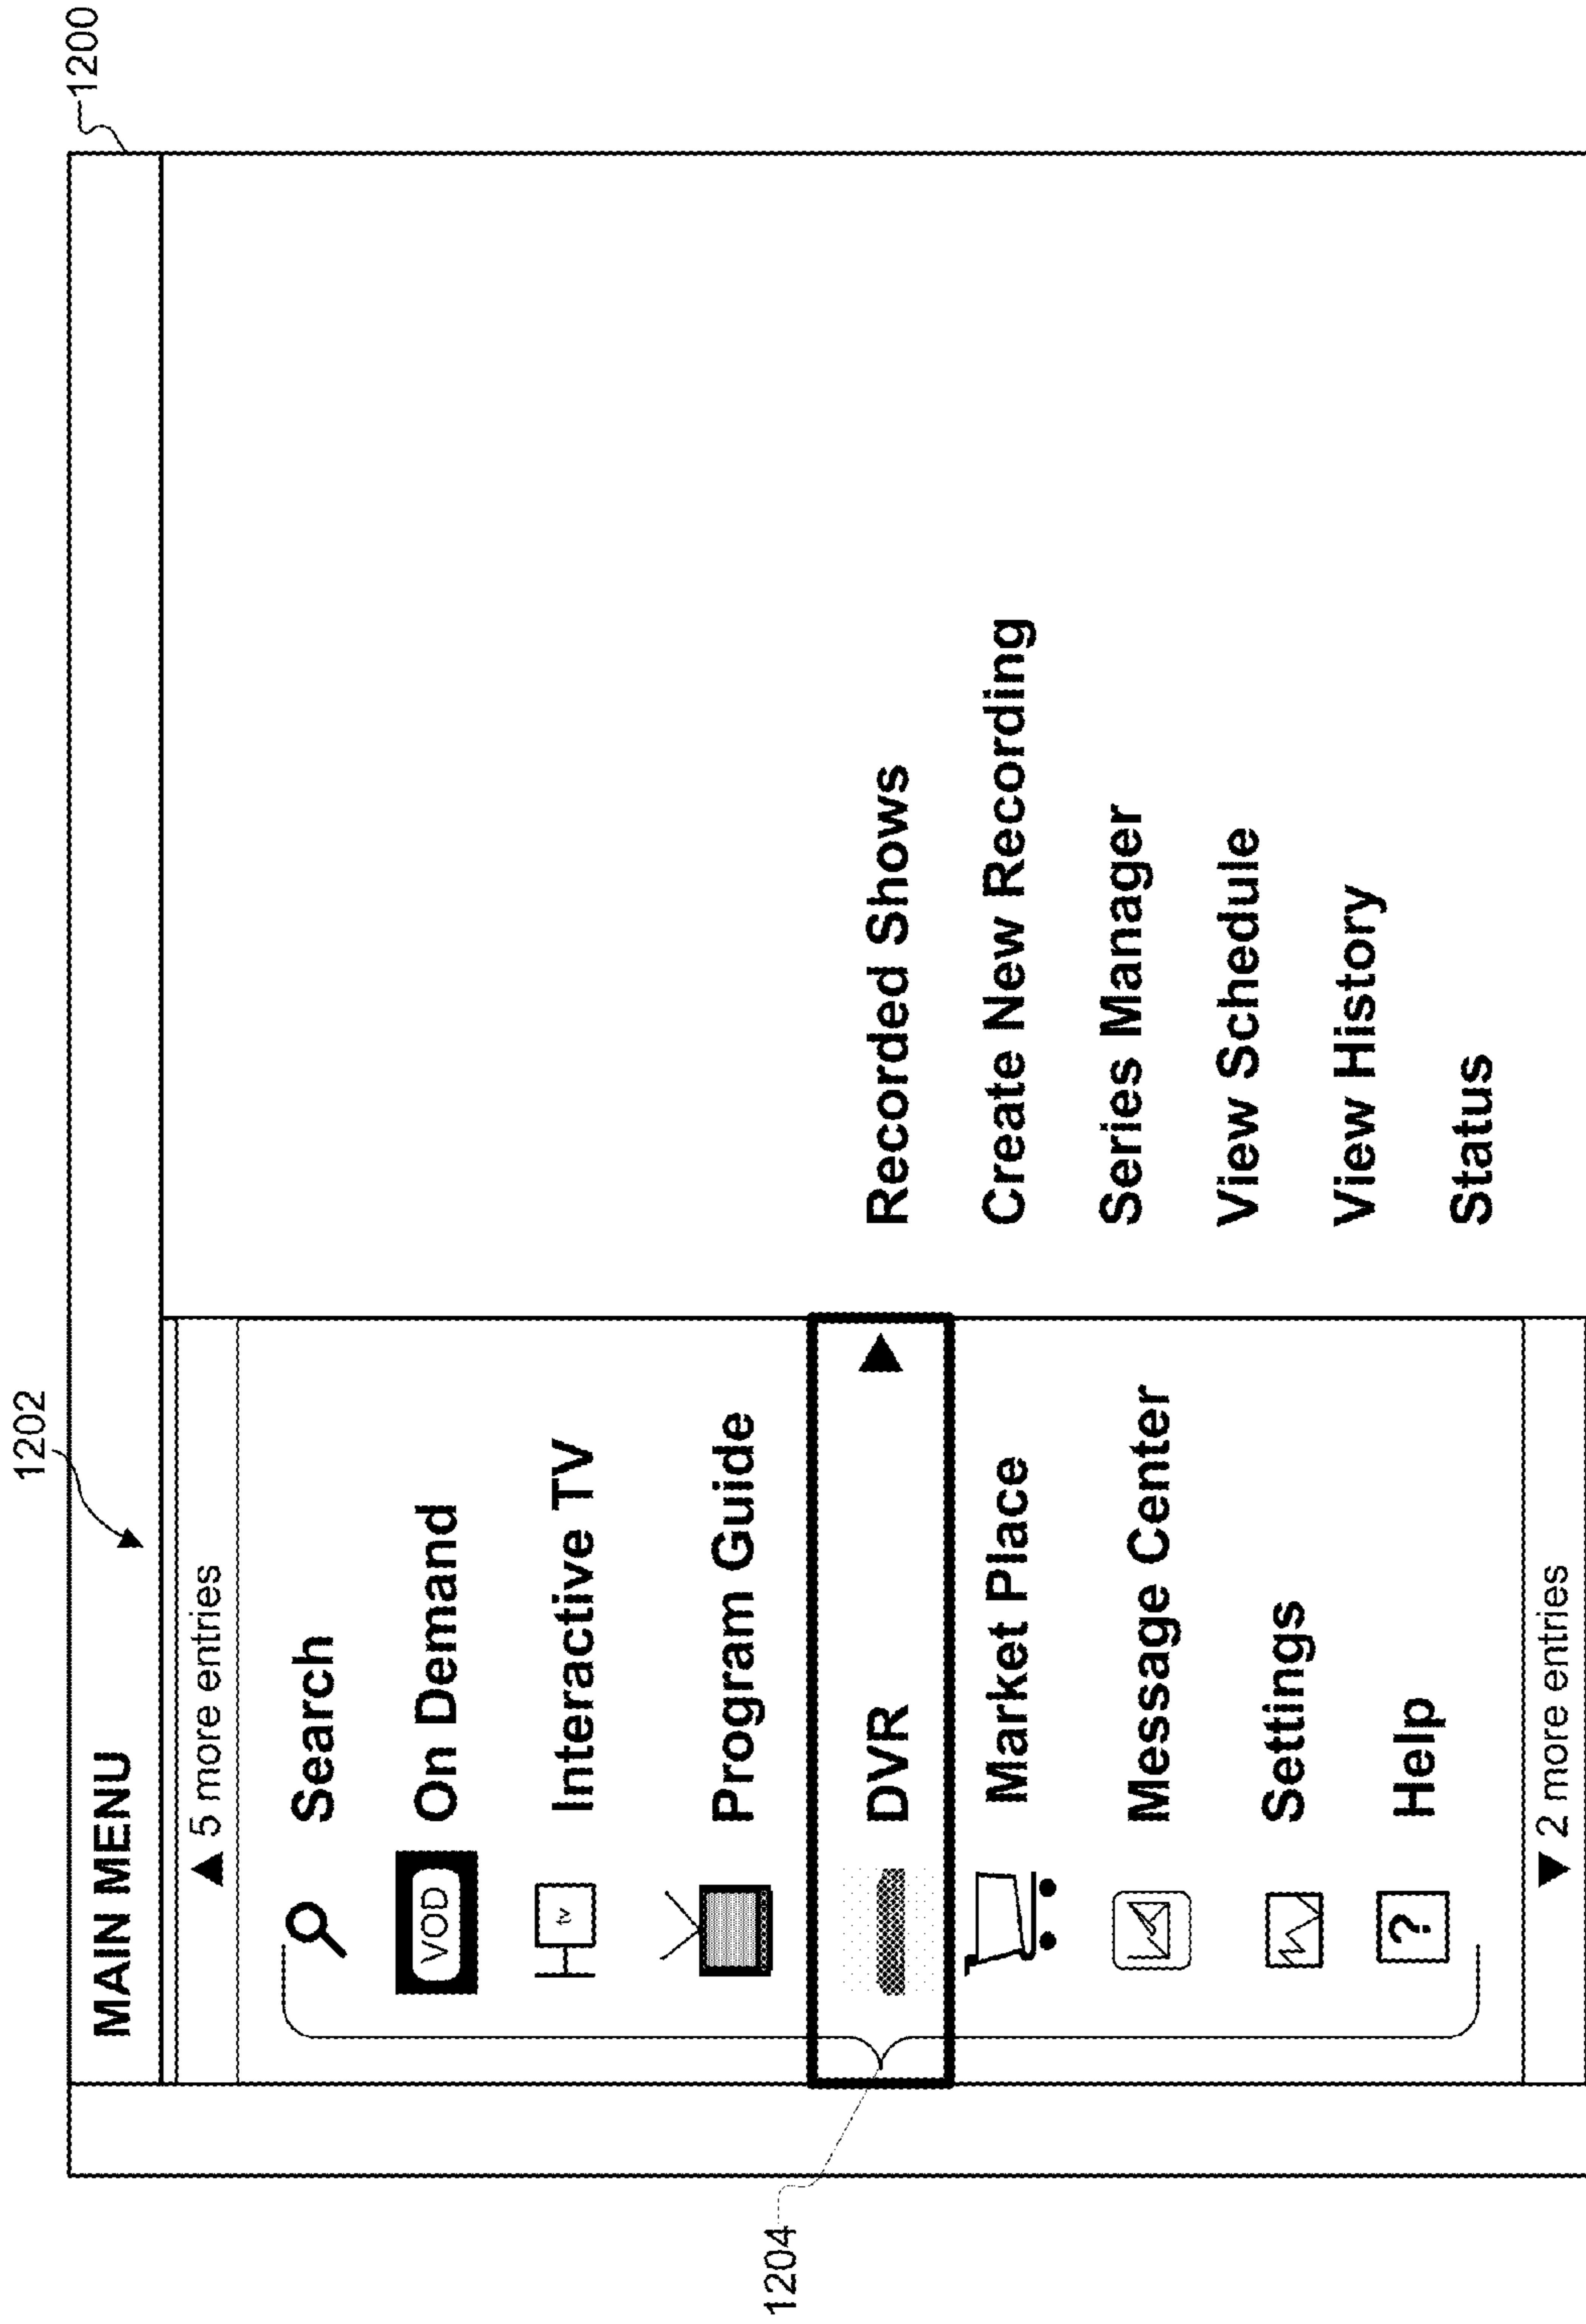 1202
1200
MAIN MENU
▲ 5 more entries
Search
VOD On Demand
tv Interactive TV
Program Guide
1204
DVR ▶
Recorded Shows
Market Place
Create New Recording
Message Center
Series Manager
Settings
View Schedule
? Help
View History
Status
▼ 2 more entries